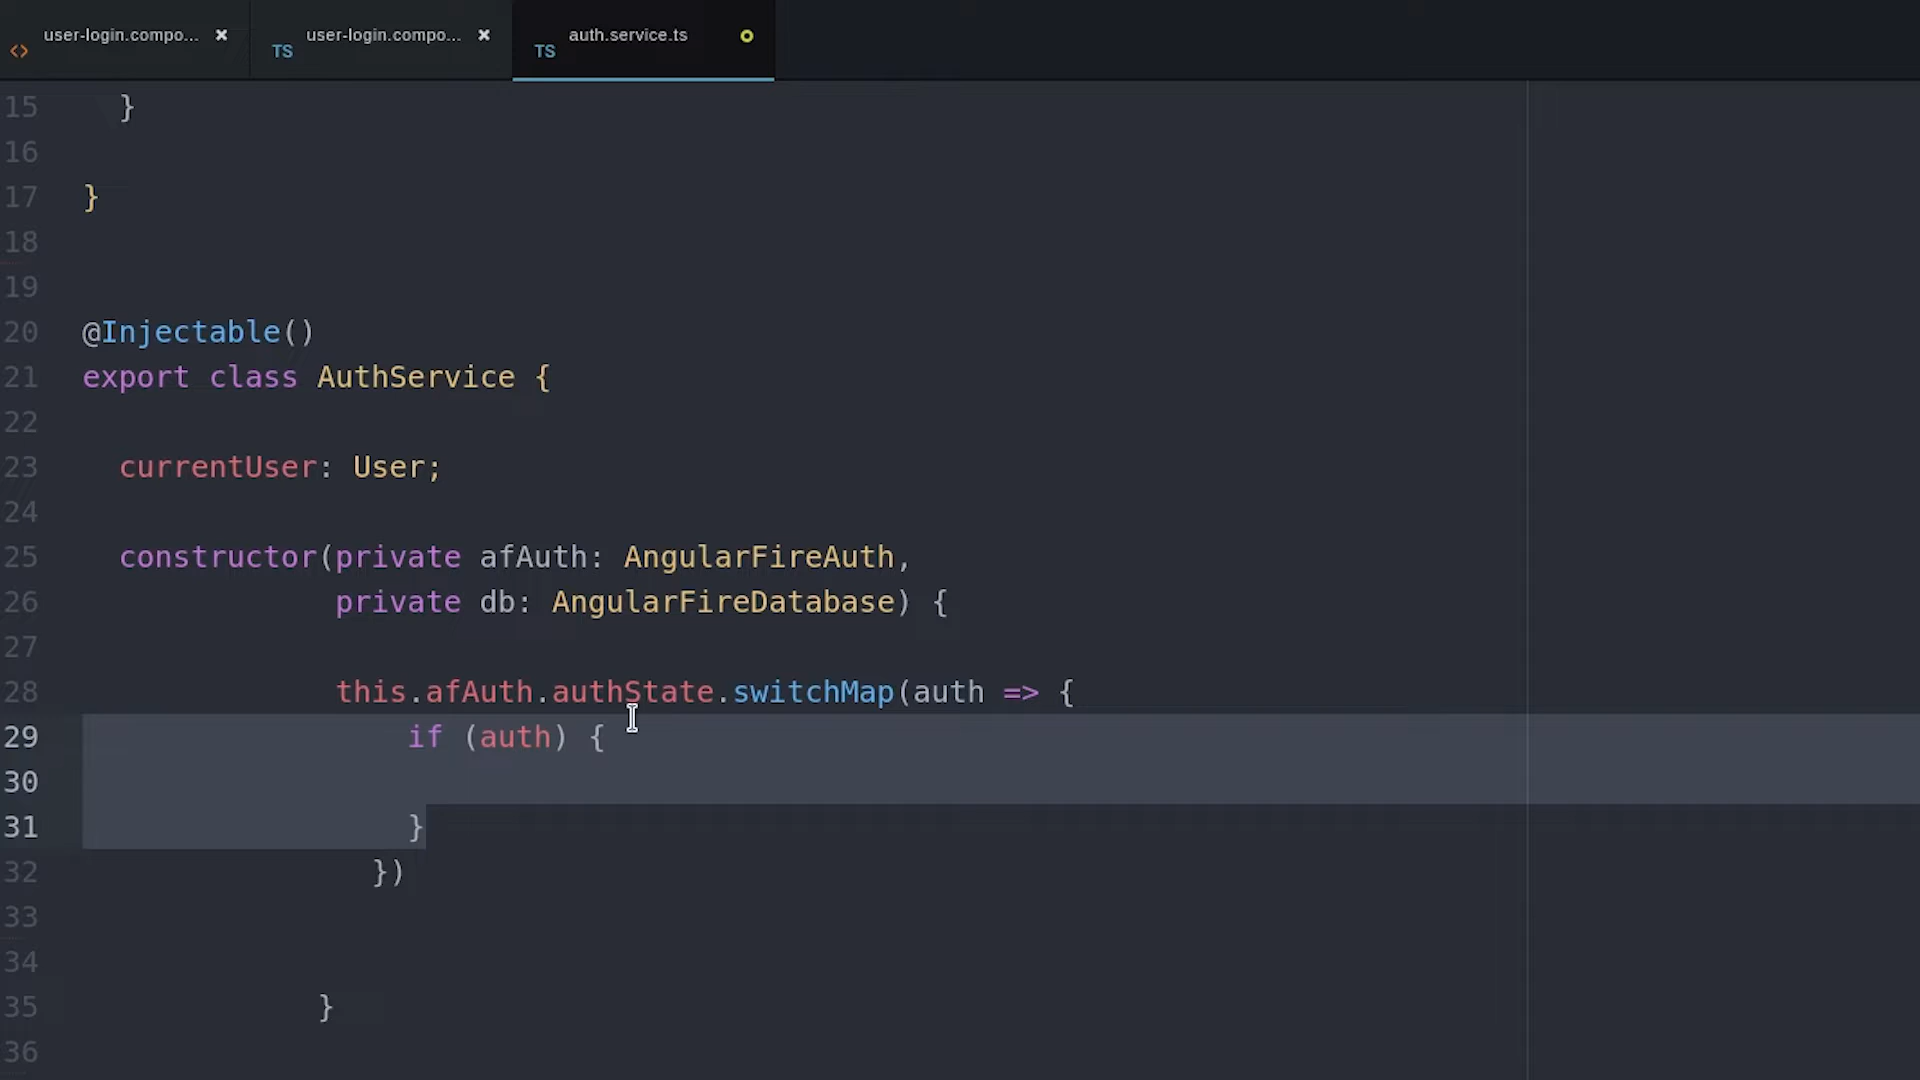 user-login.compo... ×
TS user-login.compo... ×
TS auth.service.ts
15 }
16
17 }
18
19
20 @Injectable()
21 export class AuthService {
22
23 currentUser: User;
24
25 constructor(private afAuth: AngularFireAuth,
26 private db: AngularFireDatabase) {
27
28 this.afAuth.authState.switchMap(auth => {
29 if (auth) {
30
31 }
32 })
33
34
35 }
36